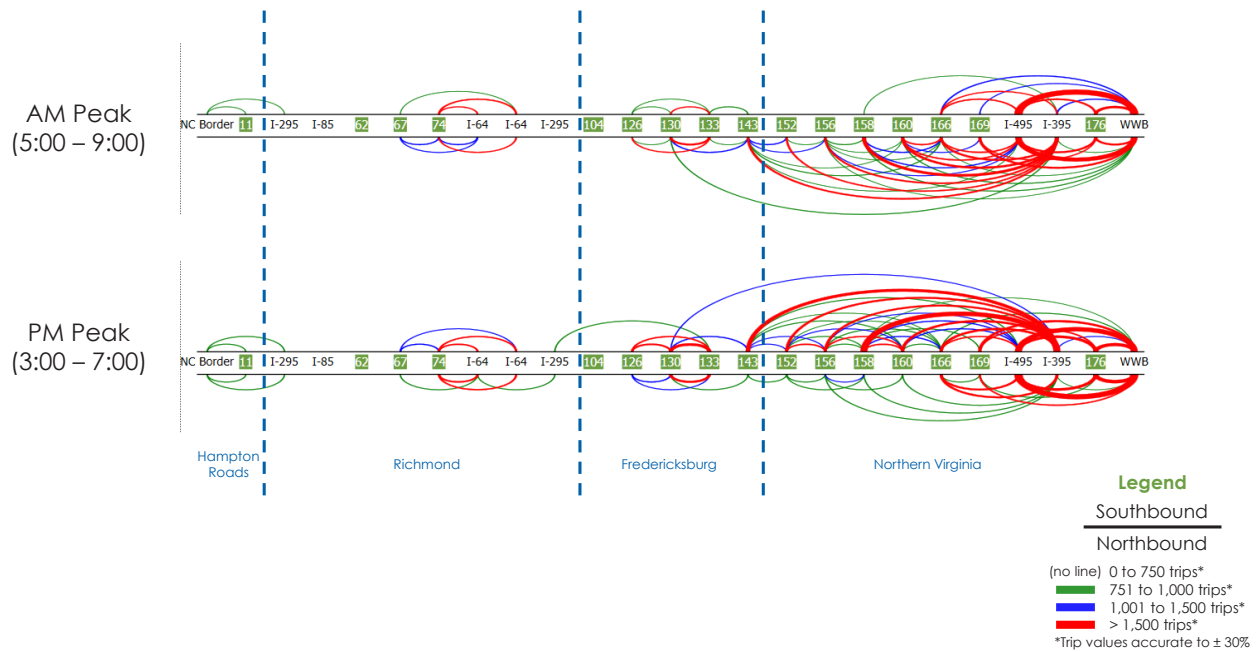 AM Peak
(5:00 – 9:00)
NC Border 11 I-295 I-85 62 67 74 I-64 I-64 I-295 104 126 130 133 143 152 156 158 160 166 169 I-495 I-395 176 WWB
PM Peak
(3:00 – 7:00)
NC Border 11 I-295 I-85 62 67 74 I-64 I-64 I-295 104 126 130 133 143 152 156 158 160 166 169 I-495 I-395 176 WWB
Hampton
Roads
Richmond
Fredericksburg
Northern Virginia
Legend
Southbound
Northbound
(no line) 0 to 750 trips*
751 to 1,000 trips*
1,001 to 1,500 trips*
> 1,500 trips*
*Trip values accurate to ± 30%